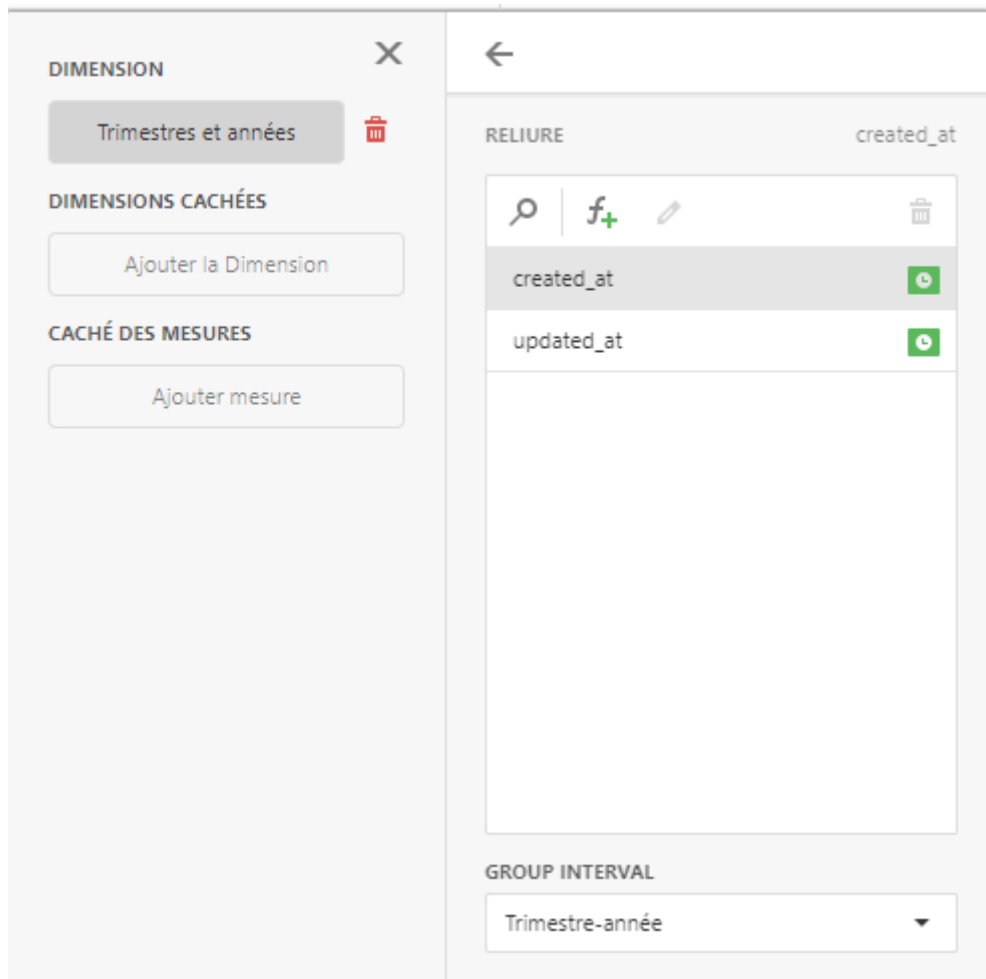 DIMENSION
Trimestres et années
DIMENSIONS CACHÉES
Ajouter la Dimension
CACHÉ DES MESURES
Ajouter mesure
RELIURE created_at
created_at
updated_at
GROUP INTERVAL
Trimestre-année